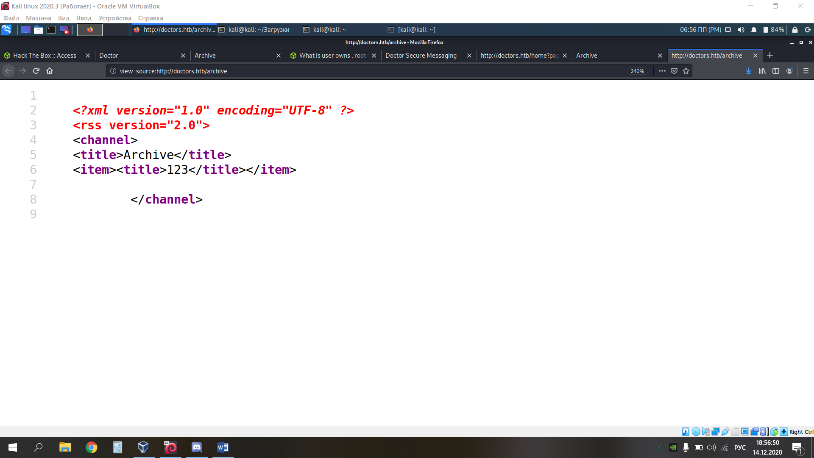 Kali linux 2020.3 [Работает] - Oracle VM VirtualBox
Файл Машина Вид Ввод Устройства Справка
http://doctors.htb/archiv... kali@kali: ~/Загрузки kali@kali: ~ [kali@kali: ~] 06:56 ПП (PM) 84%
http://doctors.htb/archive - Mozilla Firefox
Hack The Box :: Access Doctor Archive What is user owns , root Doctor Secure Messaging http://doctors.htb/home?pa Archive http://doctors.htb/archive
view-source:http://doctors.htb/archive 240%
1
2 <?xml version="1.0" encoding="UTF-8" ?>
3 <rss version="2.0">
4 <channel>
5 <title>Archive</title>
6 <item><title>123</title></item>
7
8 </channel>
9
Right Ctrl
РУС 18:56:50
14.12.2020